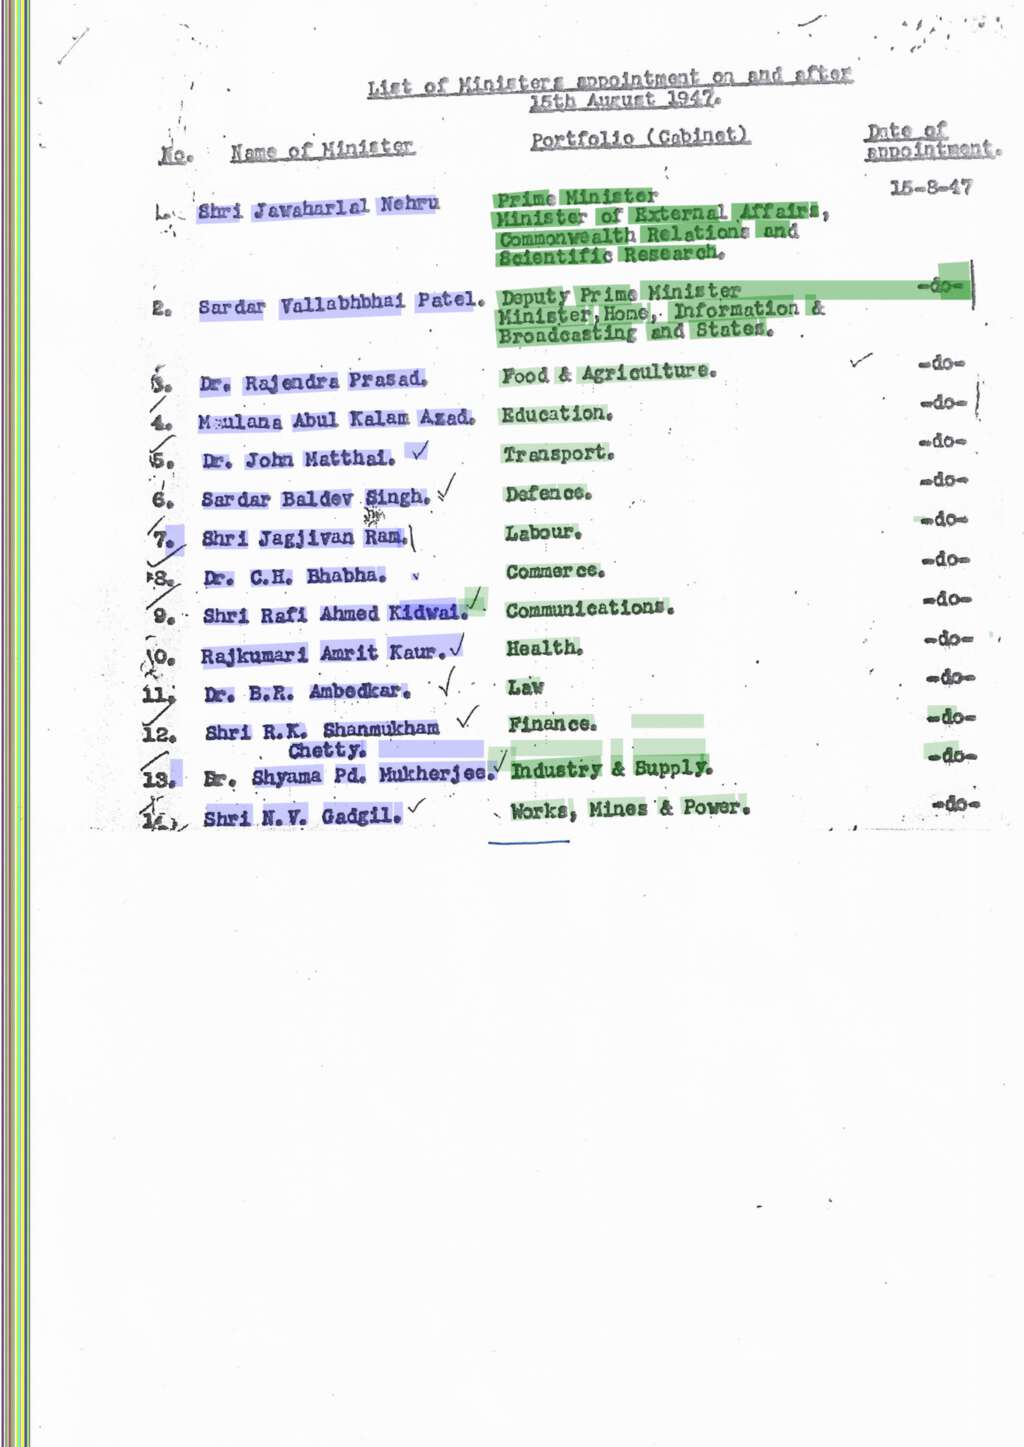 List of Ministers appointment on and after
15th August 1947.
No. Name of Minister Portfolio (Cabinet) Date of appointment.
1. Shri Jawaharlal Nehru Prime Minister 15-8-47
Minister of External Affairs,
Commonwealth Relations and
Scientific Research.
2. Sardar Vallabhbhai Patel. Deputy Prime Minister -do-
Minister, Home, Information &
Broadcasting and States.
3. Dr. Rajendra Prasad. Food & Agriculture. -do-
4. Maulana Abul Kalam Azad. Education. -do-
5. Dr. John Matthai. Transport. -do-
6. Sardar Baldev Singh. Defence. -do-
7. Shri Jagjivan Ram. Labour. -do-
8. Dr. C.H. Bhabha. Commerce. -do-
9. Shri Rafi Ahmed Kidwai. Communications. -do-
10. Rajkumari Amrit Kaur. Health. -do-
11. Dr. B.R. Ambedkar. Law -do-
12. Shri R.K. Shanmukham Finance. -do-
Chetty.
13. Dr. Shyama Pd. Mukherjee. Industry & Supply. -do-
14. Shri N.V. Gadgil. Works, Mines & Power. -do-